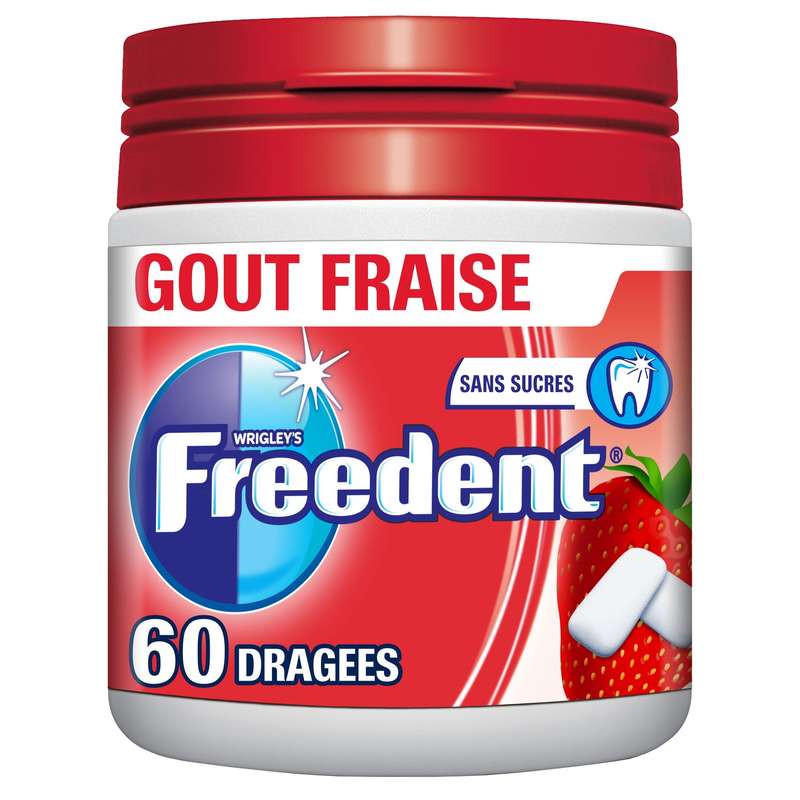 GOUT FRAISE
SANS SUCRES
WRIGLEY'S
Freedent®
60 DRAGEES